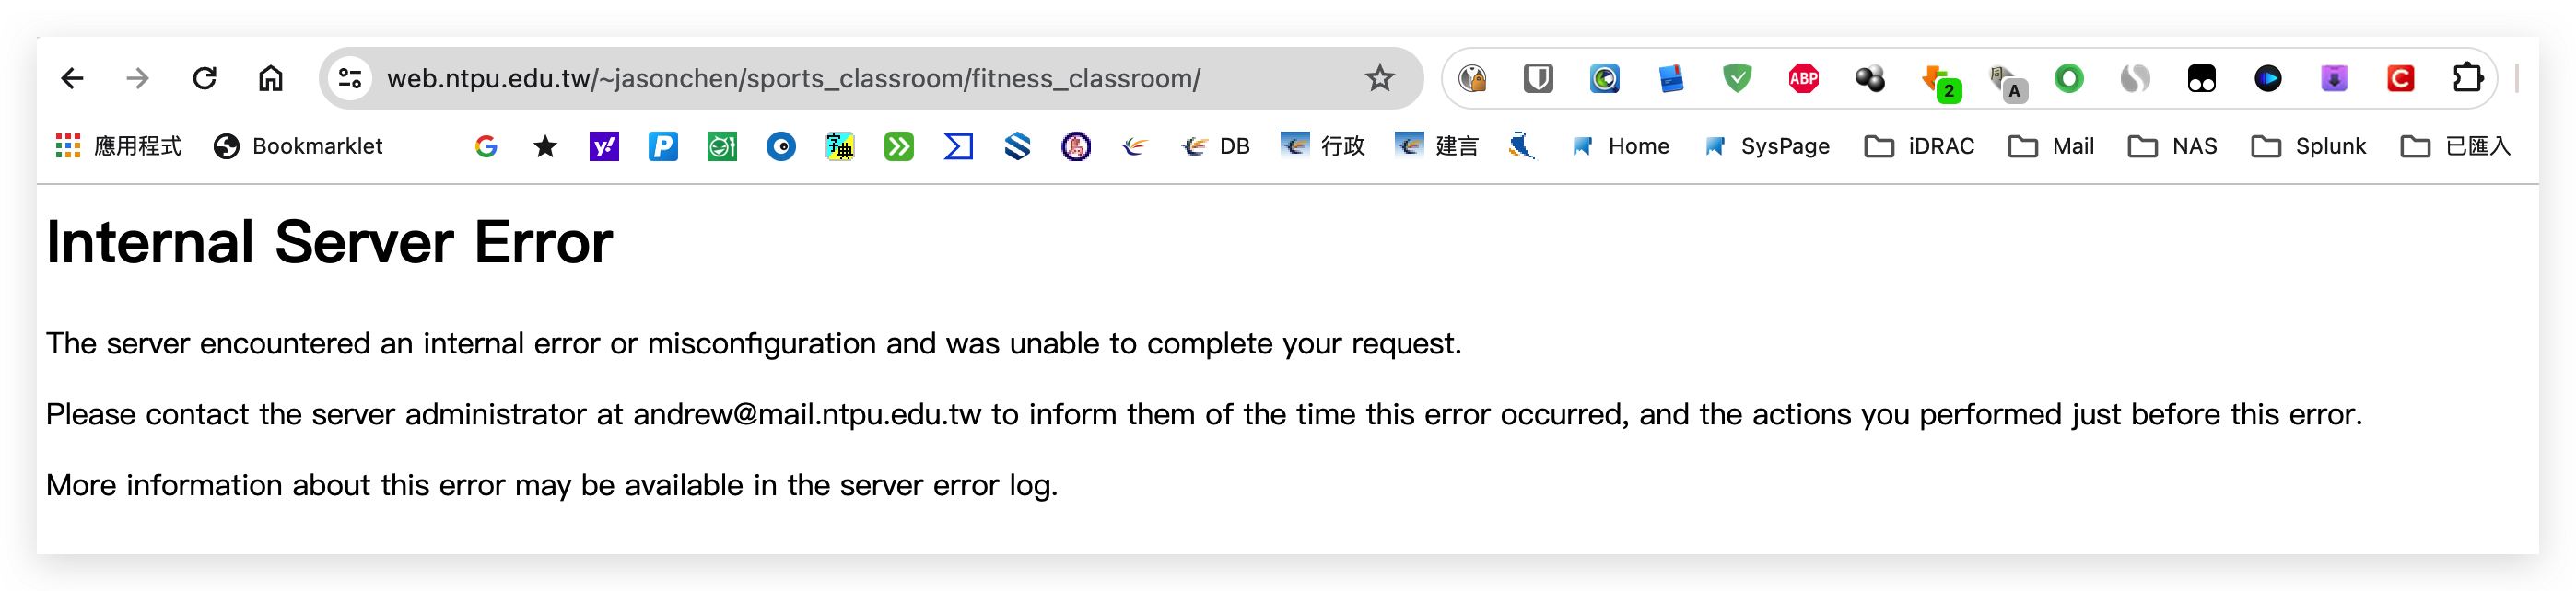 web.ntpu.edu.tw/~jasonchen/sports_classroom/fitness_classroom/
ABP 2 A C
應用程式 Bookmarklet G y! P 字典 DB 行政 建言 Home SysPage iDRAC Mail NAS Splunk 已匯入
Internal Server Error
The server encountered an internal error or misconfiguration and was unable to complete your request.
Please contact the server administrator at andrew@mail.ntpu.edu.tw to inform them of the time this error occurred, and the actions you performed just before this error.
More information about this error may be available in the server error log.